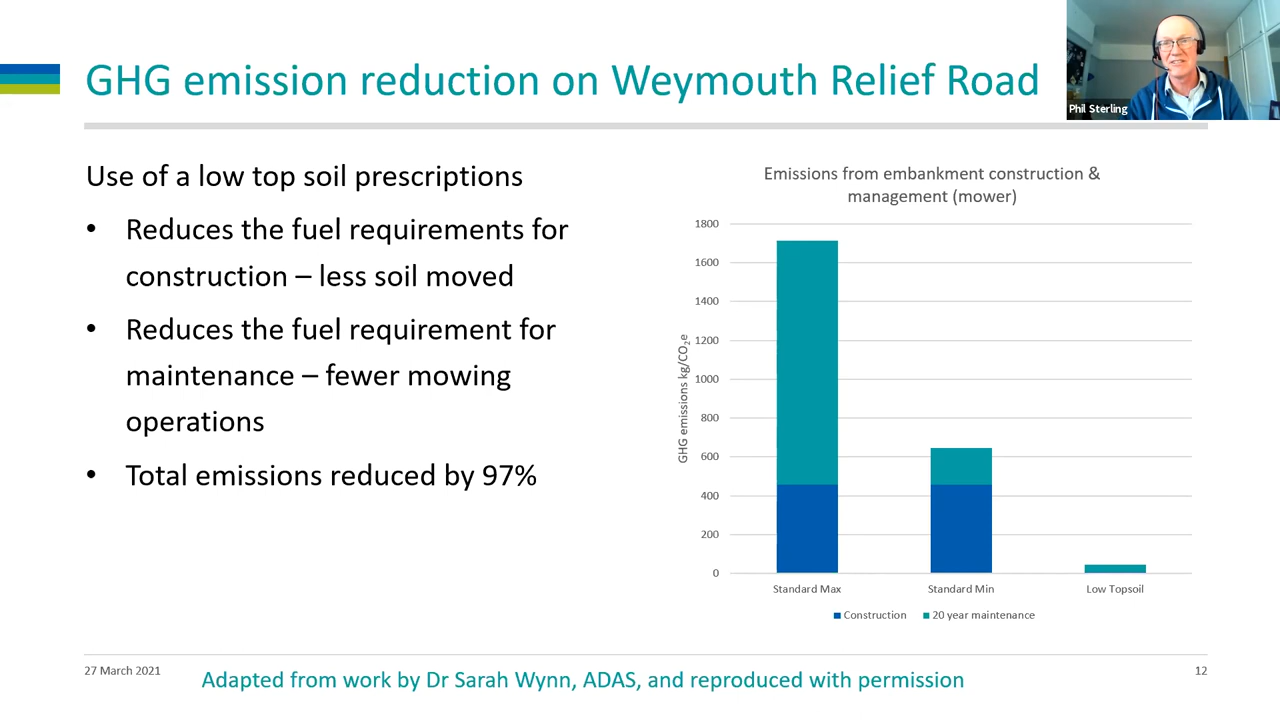 GHG emission reduction on Weymouth Relief Road
Phil Sterling
Use of a low top soil prescriptions
• Reduces the fuel requirements for
construction – less soil moved
• Reduces the fuel requirement for
maintenance – fewer mowing
operations
• Total emissions reduced by 97%
Emissions from embankment construction &
management (mower)
GHG emissions kg/CO₂e
1800
1600
1400
1200
1000
800
600
400
200
0
Standard Max
Standard Min
Low Topsoil
Construction
20 year maintenance
27 March 2021
Adapted from work by Dr Sarah Wynn, ADAS, and reproduced with permission
12